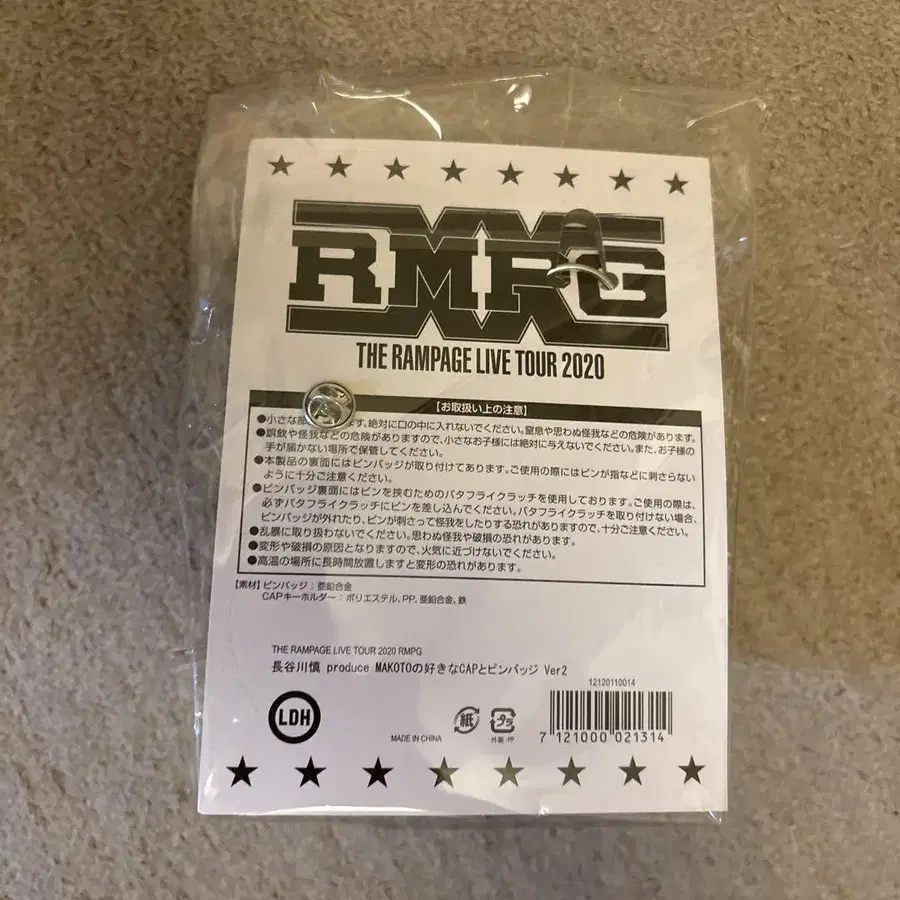 RMPG
THE RAMPAGE LIVE TOUR 2020
【お取扱い上の注意】
●小さな部 ます。絶対に口の中に入れないでください。窒息や思わぬ怪我などの危険があります。
●誤飲や怪我などの危険がありますので、小さなお子様には絶対に与えないでください。また、お子様の
手が届かない場所で保管してください。
●本製品の裏面にはピンバッジが取り付けてあります。ご使用の際にはピンが指などに刺さらない
ように十分ご注意ください。
●ピンバッジ裏面にはピンを挟むためのバタフライクラッチを使用しております。ご使用の際は、
必ずバタフライクラッチにピンを差し込んでください。バタフライクラッチを取り付けない場合、
ピンバッジが外れたり、ピンが刺さって怪我をしたりする恐れがありますので、十分ご注意ください。
●乱暴に取り扱わないでください。思わぬ怪我や破損の恐れがあります。
●変形や破損の原因となりますので、火気に近づけないでください。
●高温の場所に長時間放置しますと変形の恐れがあります。
【素材】ピンバッジ：亜鉛合金
CAPキーホルダー：ポリエステル、PP、亜鉛合金、鉄
THE RAMPAGE LIVE TOUR 2020 RMPG
長谷川慎 produce MAKOTOの好きなCAPとピンバッジ Ver2
12120110014
LDH
MADE IN CHINA
紙
プラ
外装:PP
7 121000 021314